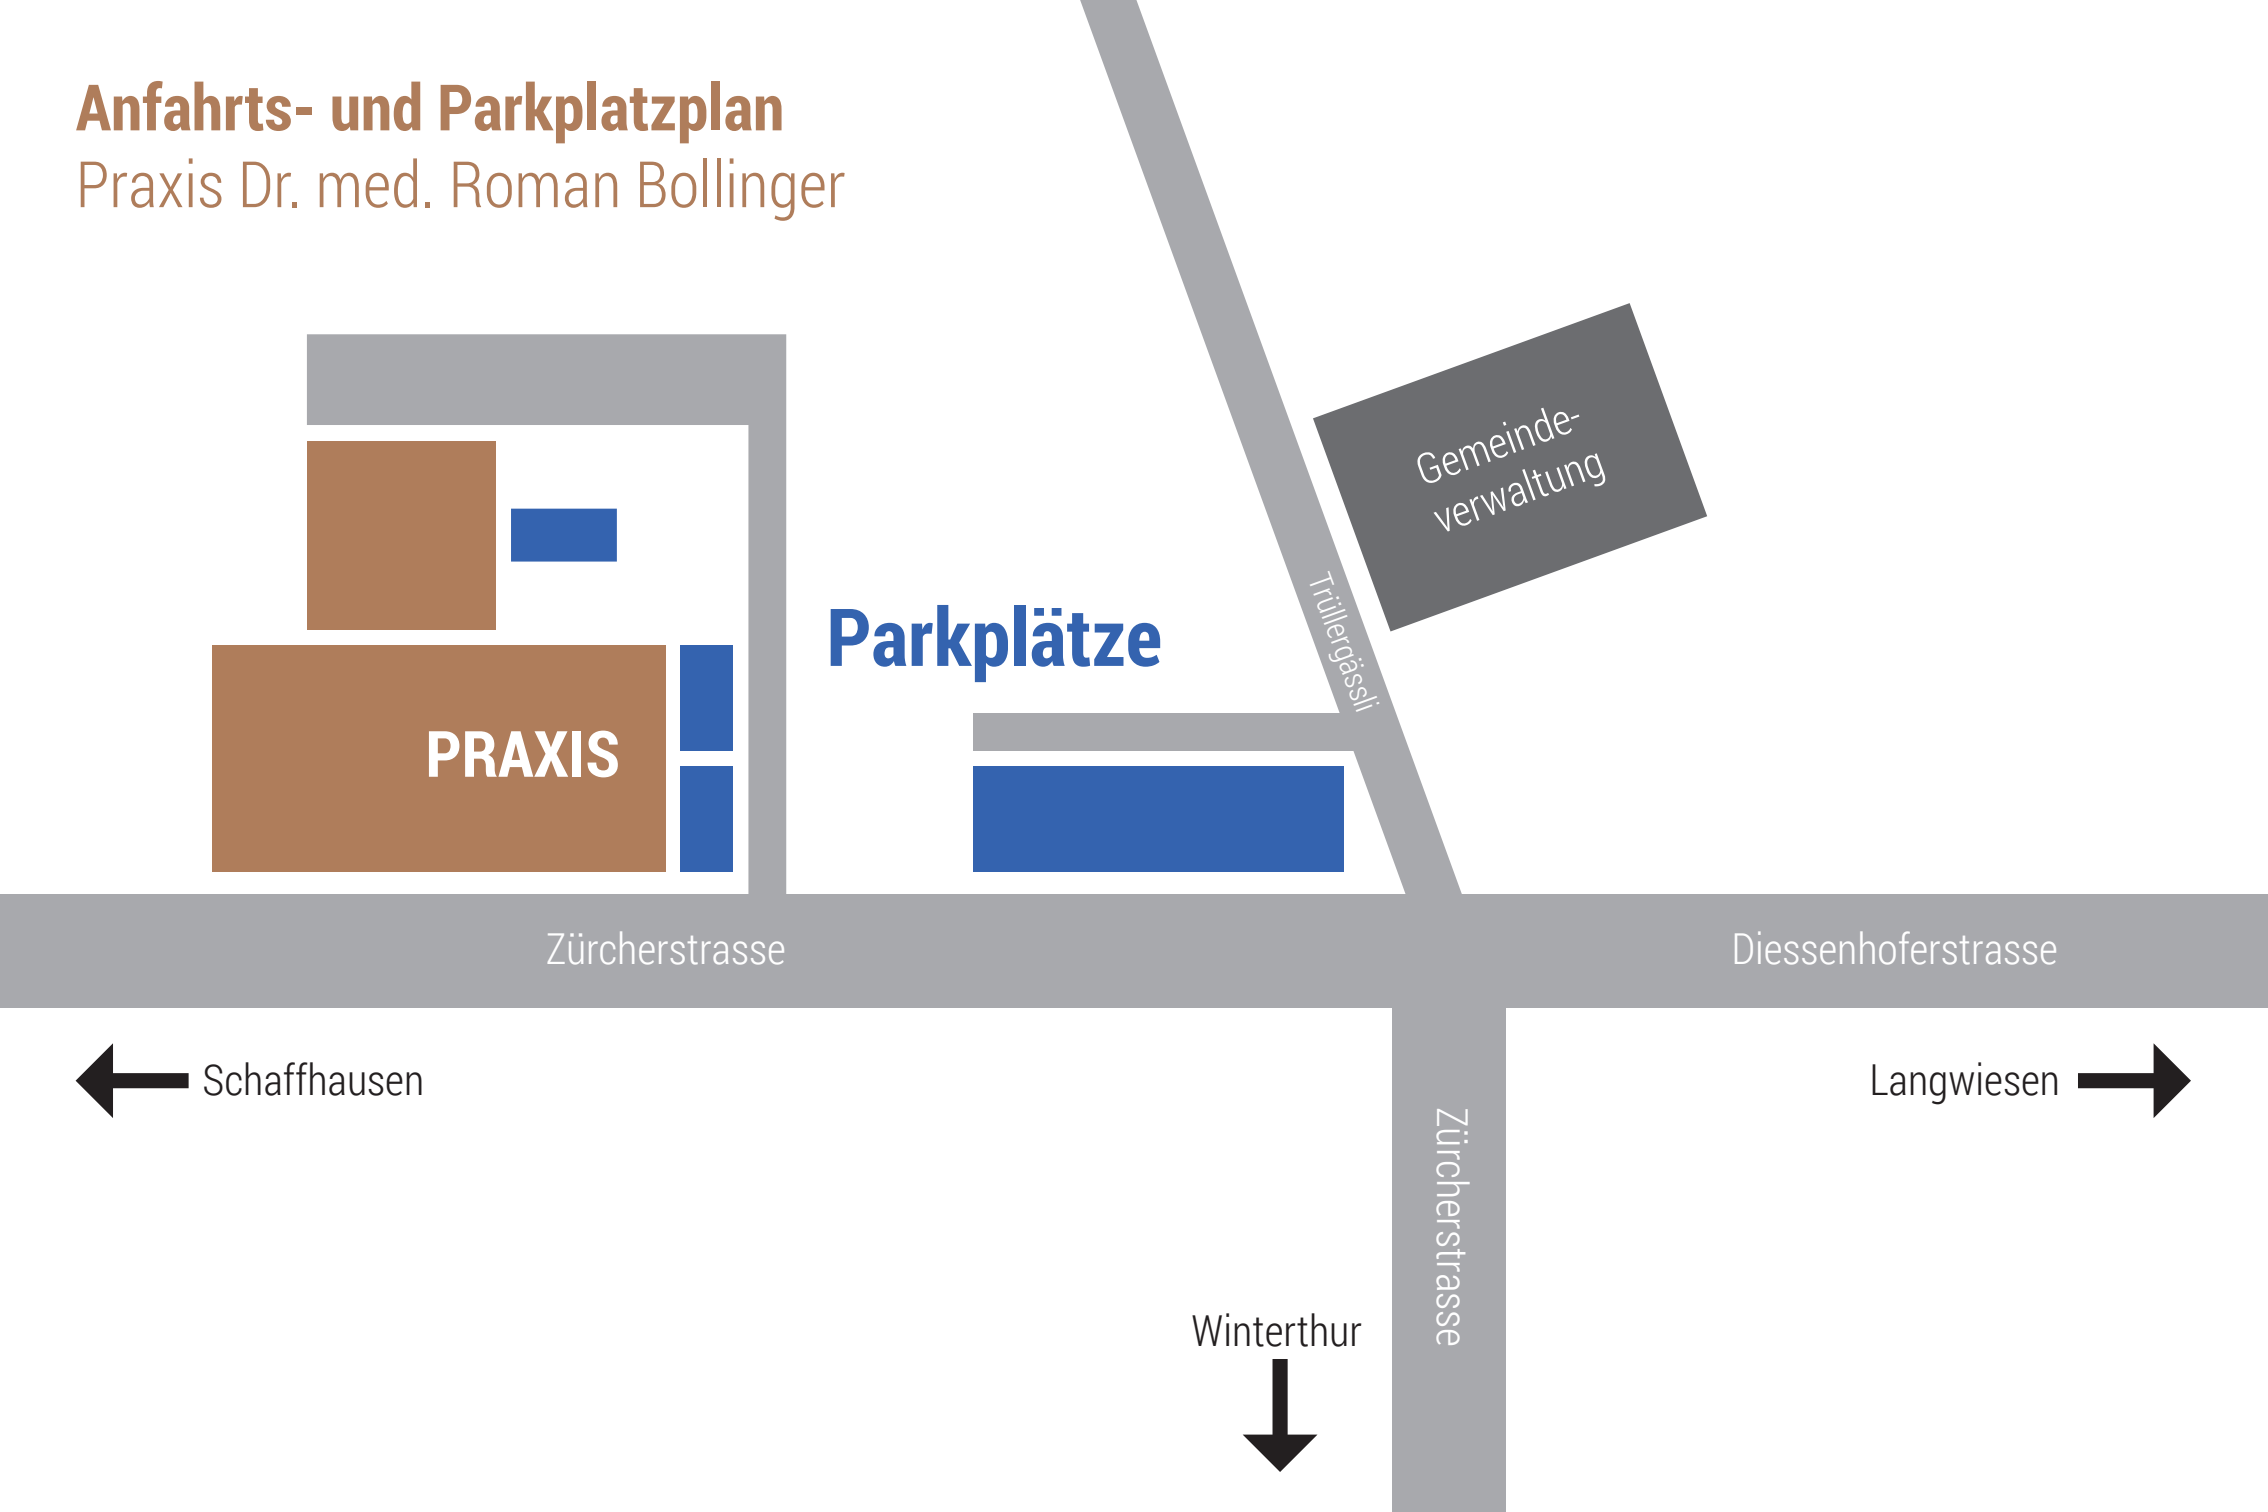 Anfahrts- und Parkplatzplan
Praxis Dr. med. Roman Bollinger
Gemeinde-
verwaltung
Trüllergässli
Parkplätze
PRAXIS
Zürcherstrasse
Diessenhoferstrasse
Schaffhausen
Langwiesen
Zürcherstrasse
Winterthur